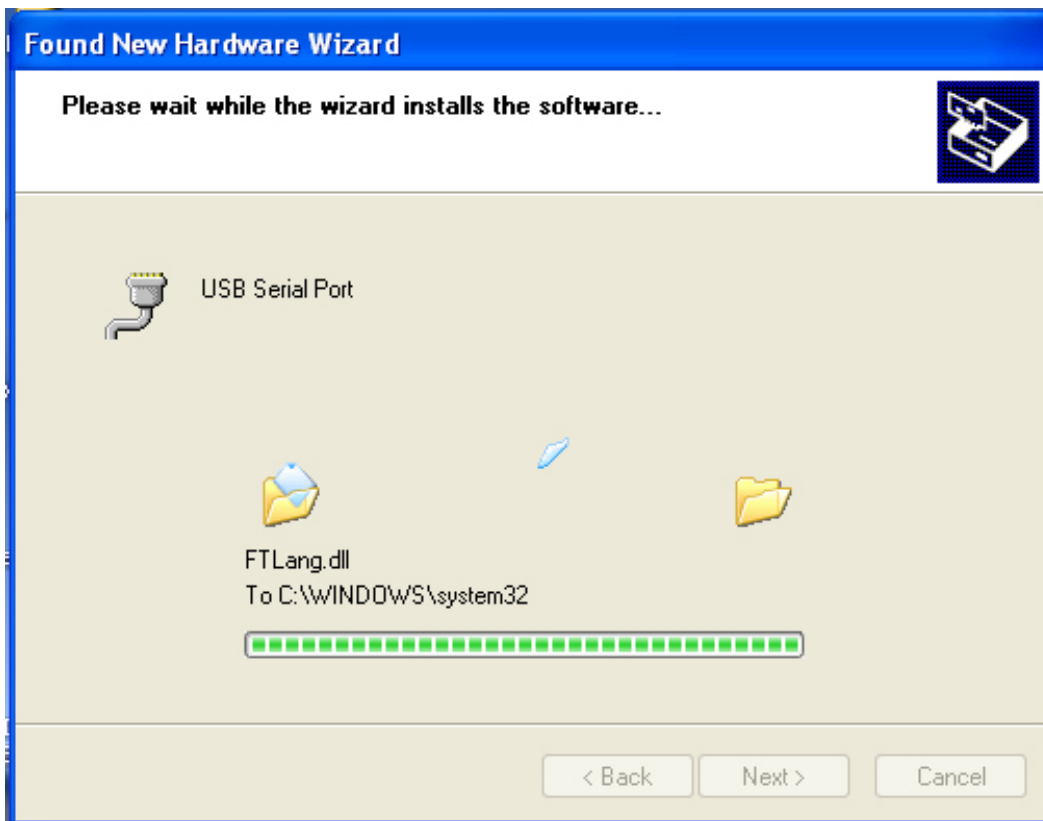 Found New Hardware Wizard
Please wait while the wizard installs the software...
USB Serial Port
FTLang.dll
To C:\WINDOWS\system32
< Back
Next >
Cancel